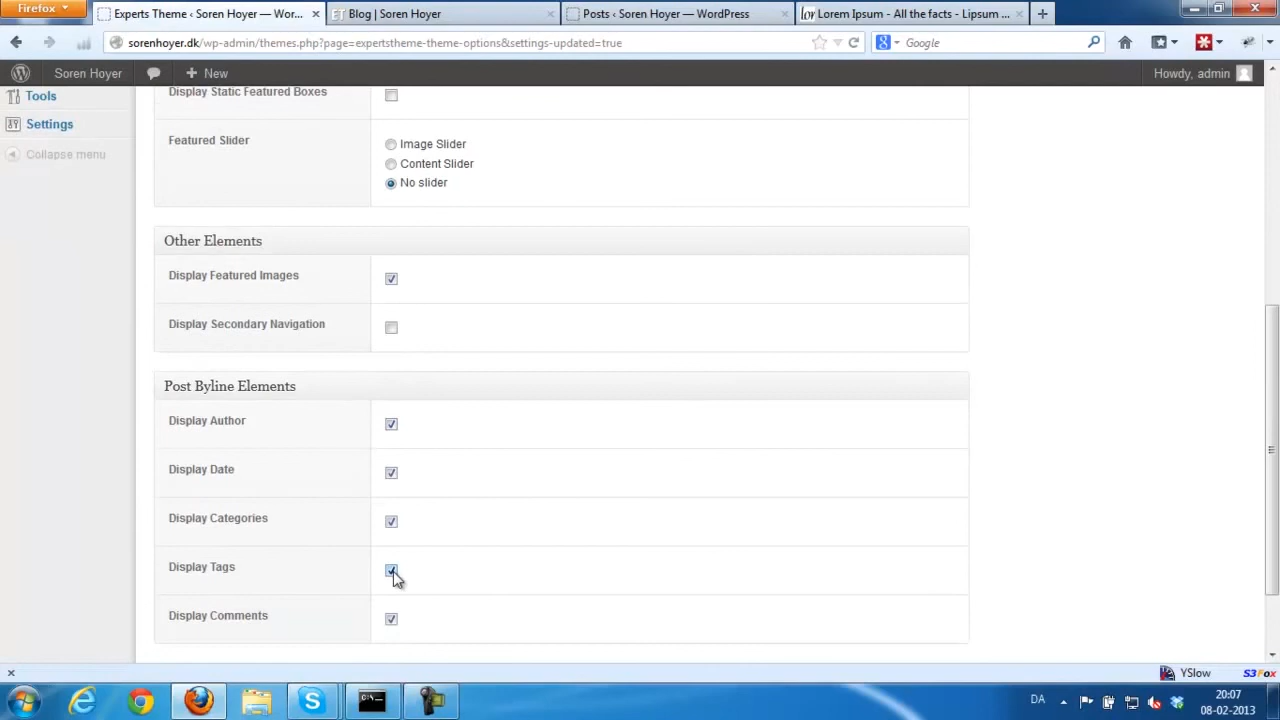 Firefox
Experts Theme ‹ Soren Hoyer — Wor...
ET Blog | Soren Hoyer
Posts ‹ Soren Hoyer — WordPress
Lorem Ipsum - All the facts - Lipsum ...
sorenhoyer.dk/wp-admin/themes.php?page=expertstheme-theme-options&settings-updated=true
Google
Soren Hoyer
New
Howdy, admin
Tools
Settings
Collapse menu
Display Static Featured Boxes
Featured Slider
Image Slider
Content Slider
No slider
Other Elements
Display Featured Images
Display Secondary Navigation
Post Byline Elements
Display Author
Display Date
Display Categories
Display Tags
Display Comments
YSlow
S3Fox
DA
20:07
08-02-2013